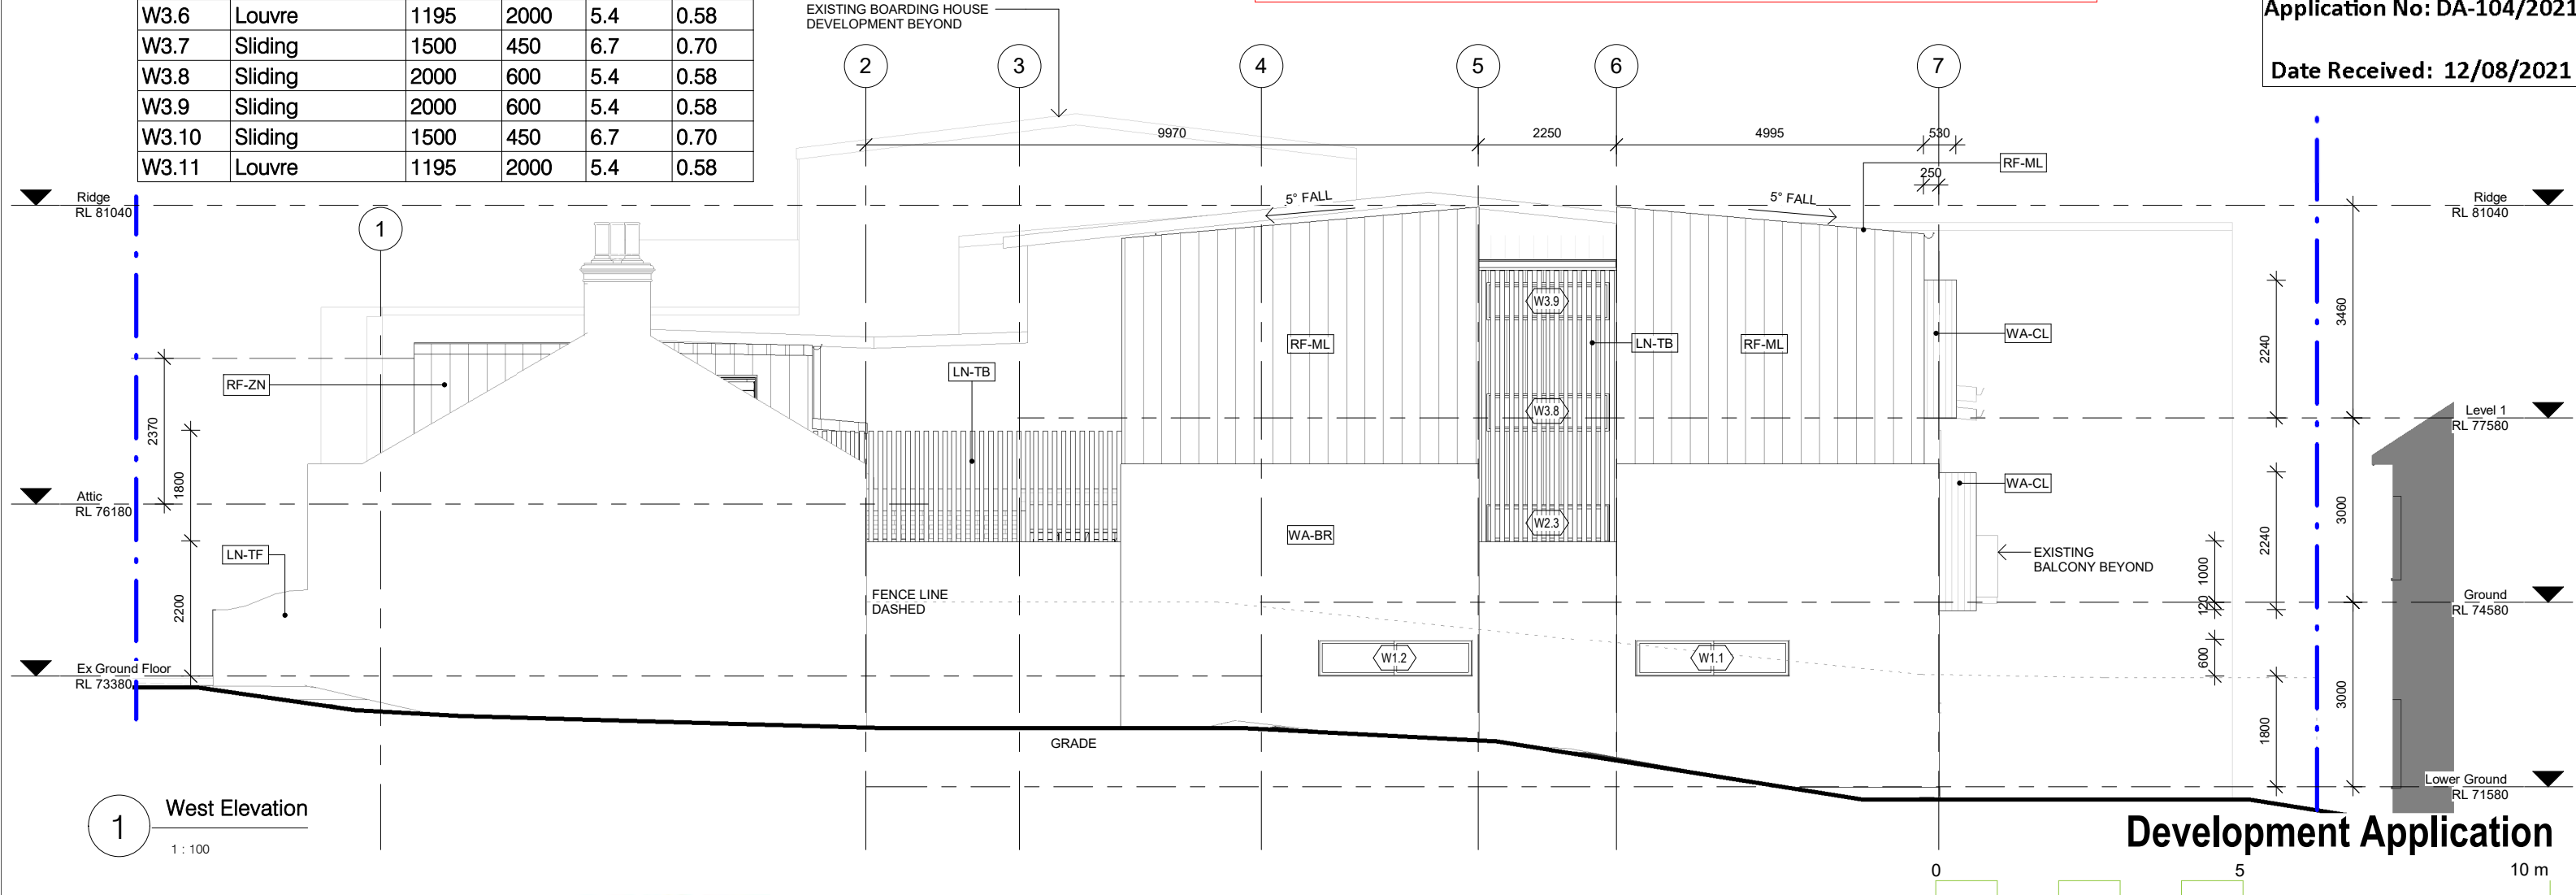 W3.6 Louvre 1195 2000 5.4 0.58
W3.7 Sliding 1500 450 6.7 0.70
W3.8 Sliding 2000 600 5.4 0.58
W3.9 Sliding 2000 600 5.4 0.58
W3.10 Sliding 1500 450 6.7 0.70
W3.11 Louvre 1195 2000 5.4 0.58
EXISTING BOARDING HOUSE
DEVELOPMENT BEYOND
Application No: DA-104/2021
Date Received: 12/08/2021
2 3 4 5 6 7
9970 2250 4995 530
RF-ML
250
Ridge
RL 81040
1
5° FALL
5° FALL
Ridge
RL 81040
W3.9
3460
RF-ML
LN-TB
RF-ML
WA-CL
2240
LN-TB
RF-ZN
2370
W3.8
Level 1
RL 77580
1800
Attic
RL 76180
WA-CL
W2.3
WA-BR
3000
2240
LN-TF
EXISTING
BALCONY BEYOND
1000
2200
FENCE LINE
DASHED
120
Ground
RL 74580
W1.2
W1.1
600
Ex Ground Floor
RL 73380
3000
1800
GRADE
Lower Ground
RL 71580
1
West Elevation
1 : 100
Development Application
0 5 10 m